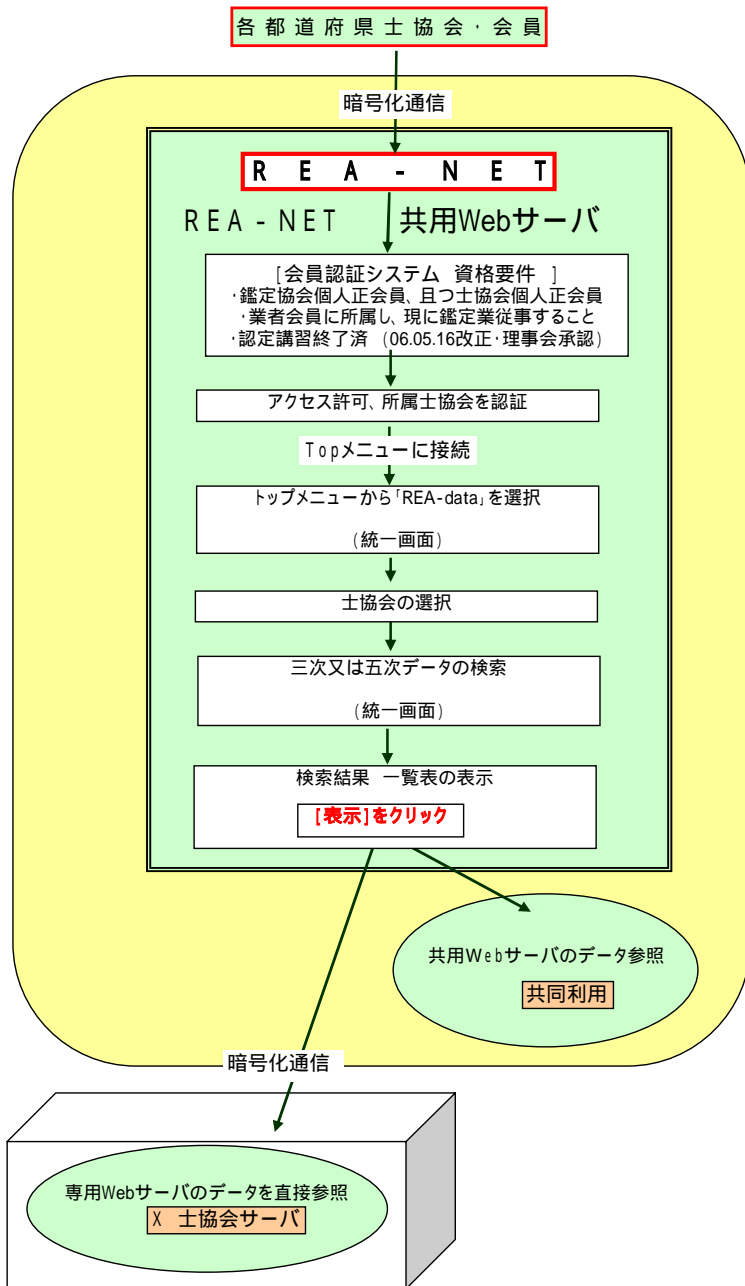 各都道府県士協会・会員
暗号化通信
REA-NET
REA-NET 共用Webサーバ
[会員認証システム 資格要件 ]
・鑑定協会個人正会員、且つ士協会個人正会員
・業者会員に所属し、現に鑑定業従事すること
・認定講習終了済 (06.05.16改正・理事会承認)
アクセス許可、所属士協会を認証
Topメニューに接続
トップメニューから「REA-data」を選択
(統一画面)
士協会の選択
三次又は五次データの検索
(統一画面)
検索結果 一覧表の表示
[表示]をクリック
共用Webサーバのデータ参照
共同利用
暗号化通信
専用Webサーバのデータを直接参照
X 士協会サーバ